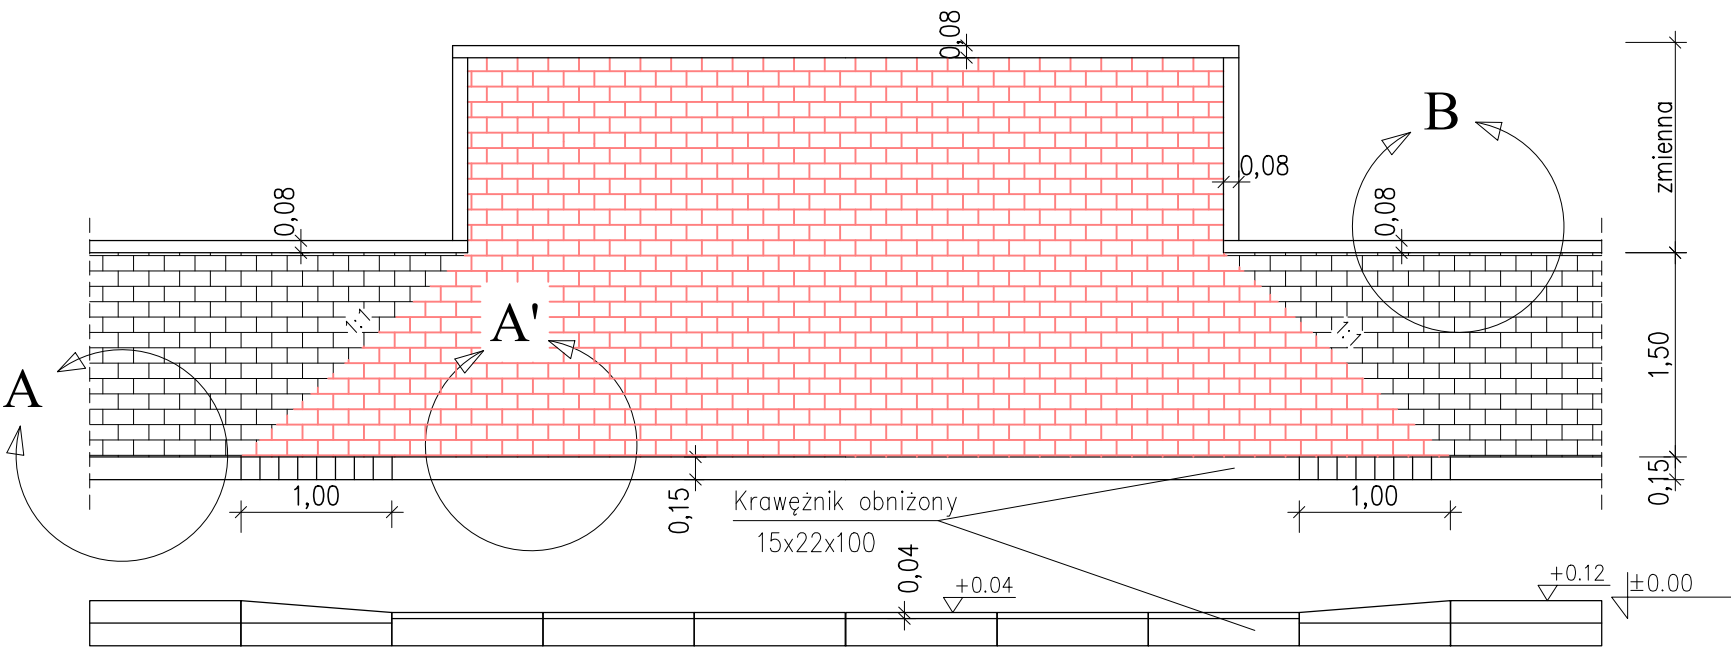 0,08
B
zmienna
0,08
0,08
0,08
1:1
A'
1:1
1,50
A
1,00
0,15
Krawężnik obniżony
15x22x100
1,00
0,15
0,04
+0.04
+0.12
±0.00